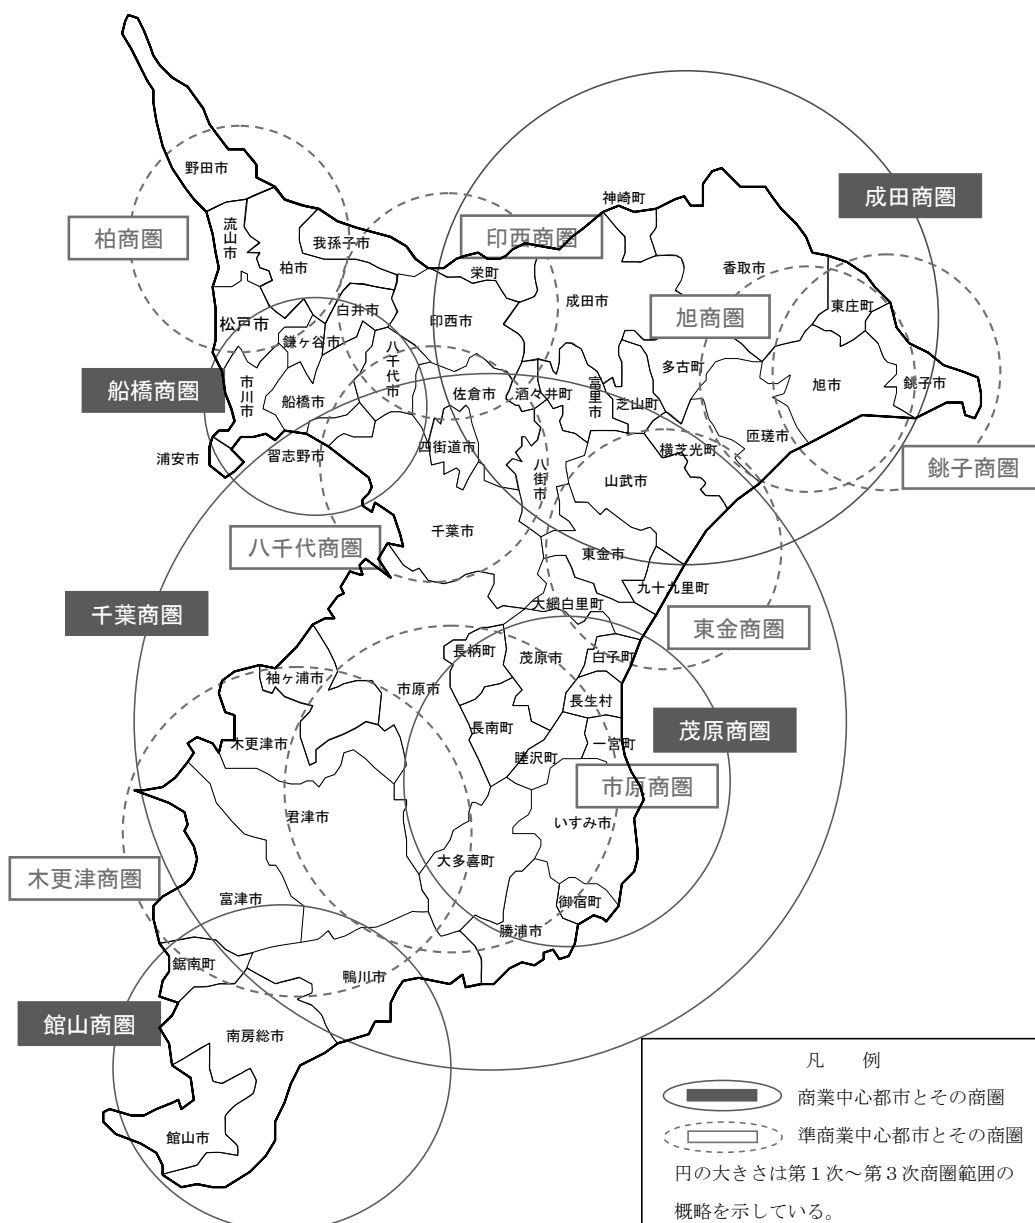 野田市
神崎町
成田商圏
柏商圏
流山市
我孫子市
印西商圏
柏市
栄町
香取市
成田市
東庄町
松戸市
白井市
印西市
旭商圏
鎌ヶ谷市
八千代市
多古町
船橋商圏
市川市
船橋市
佐倉市
酒々井町
富里市
芝山町
旭市
銚子市
浦安市
習志野市
四街道市
八街市
横芝光町
匝瑳市
山武市
銚子商圏
千葉市
八千代商圏
東金市
九十九里町
千葉商圏
大網白里町
東金商圏
長柄町
茂原市
白子町
袖ヶ浦市
市原市
長生村
木更津市
長南町
一宮町
茂原商圏
睦沢町
市原商圏
君津市
いすみ市
木更津商圏
大多喜町
富津市
御宿町
勝浦市
鋸南町
鴨川市
館山商圏
南房総市
館山市
凡 例
商業中心都市とその商圏
準商業中心都市とその商圏
円の大きさは第1次~第3次商圏範囲の
概略を示している。